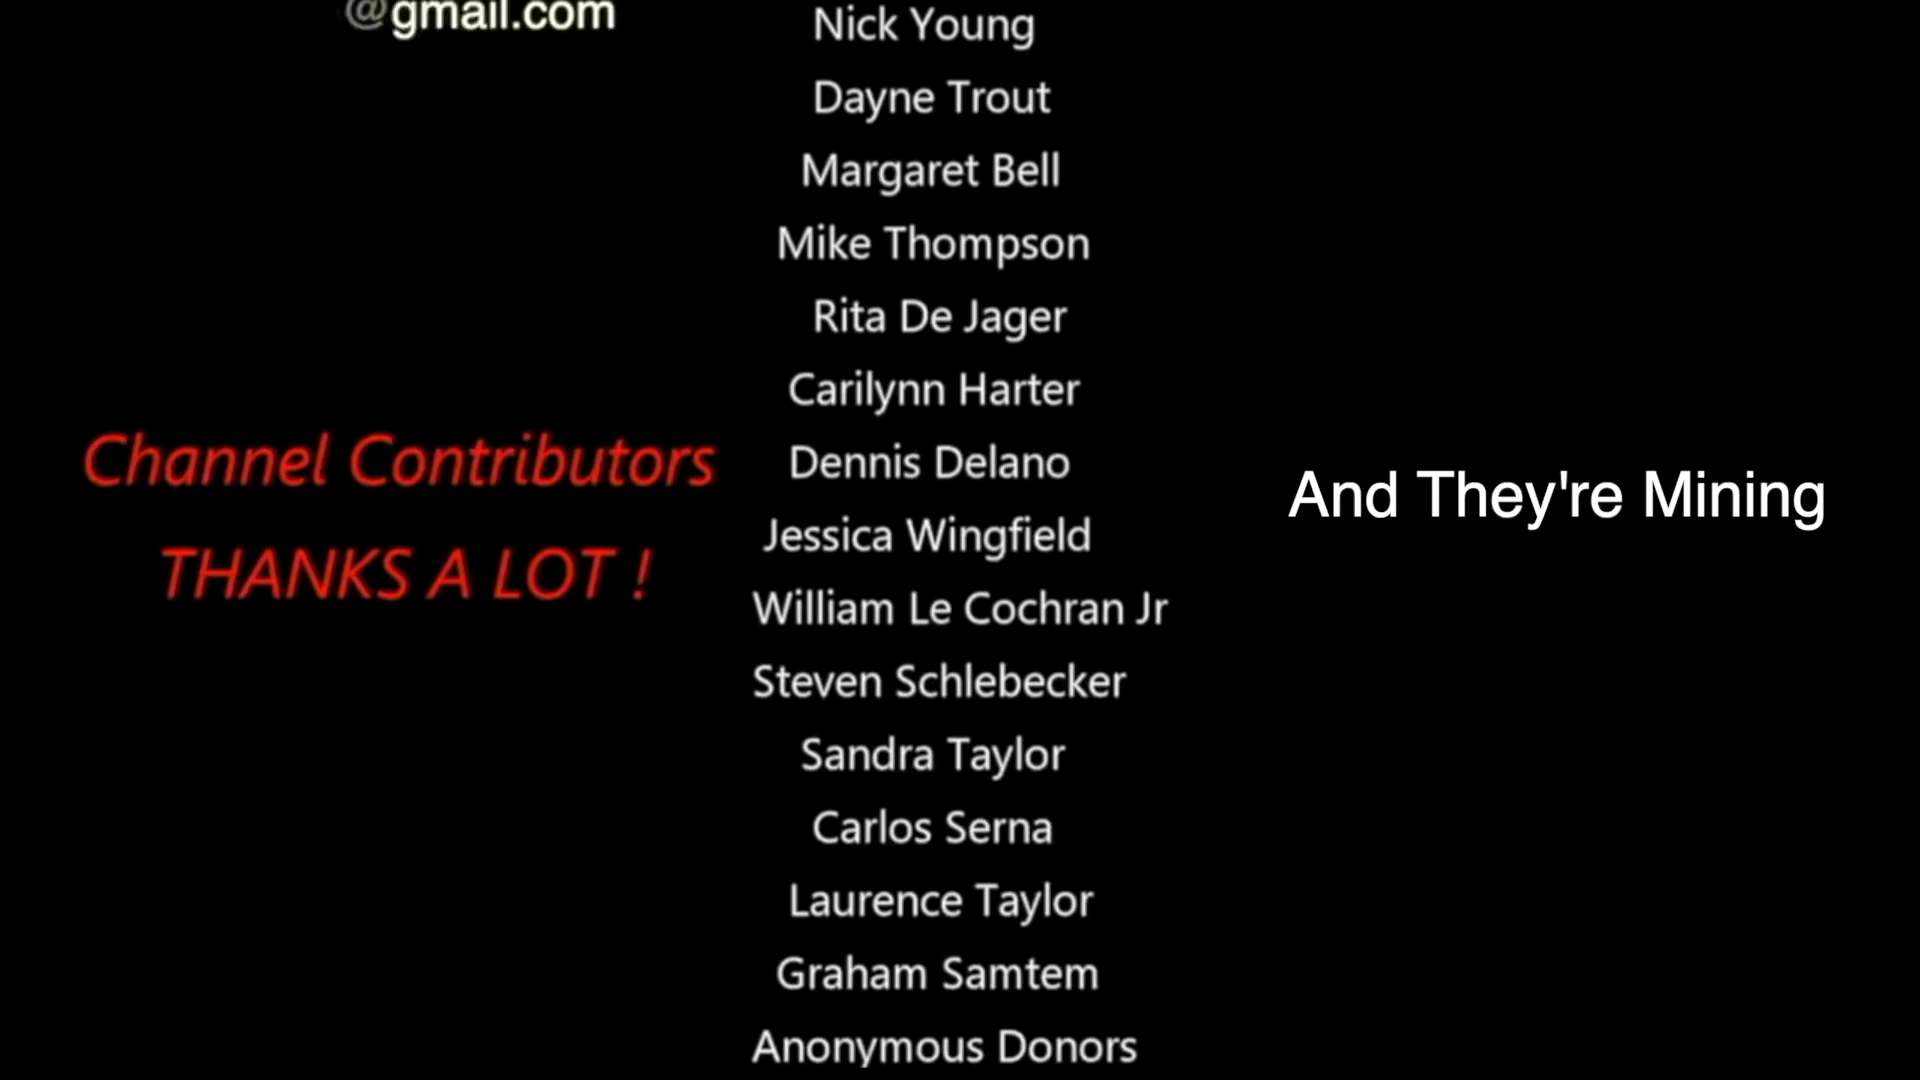 @gmail.com
Channel Contributors
THANKS A LOT !
Nick Young
Dayne Trout
Margaret Bell
Mike Thompson
Rita De Jager
Carilynn Harter
Dennis Delano
Jessica Wingfield
William Le Cochran Jr
Steven Schlebecker
Sandra Taylor
Carlos Serna
Laurence Taylor
Graham Samtem
Anonymous Donors
And They're Mining